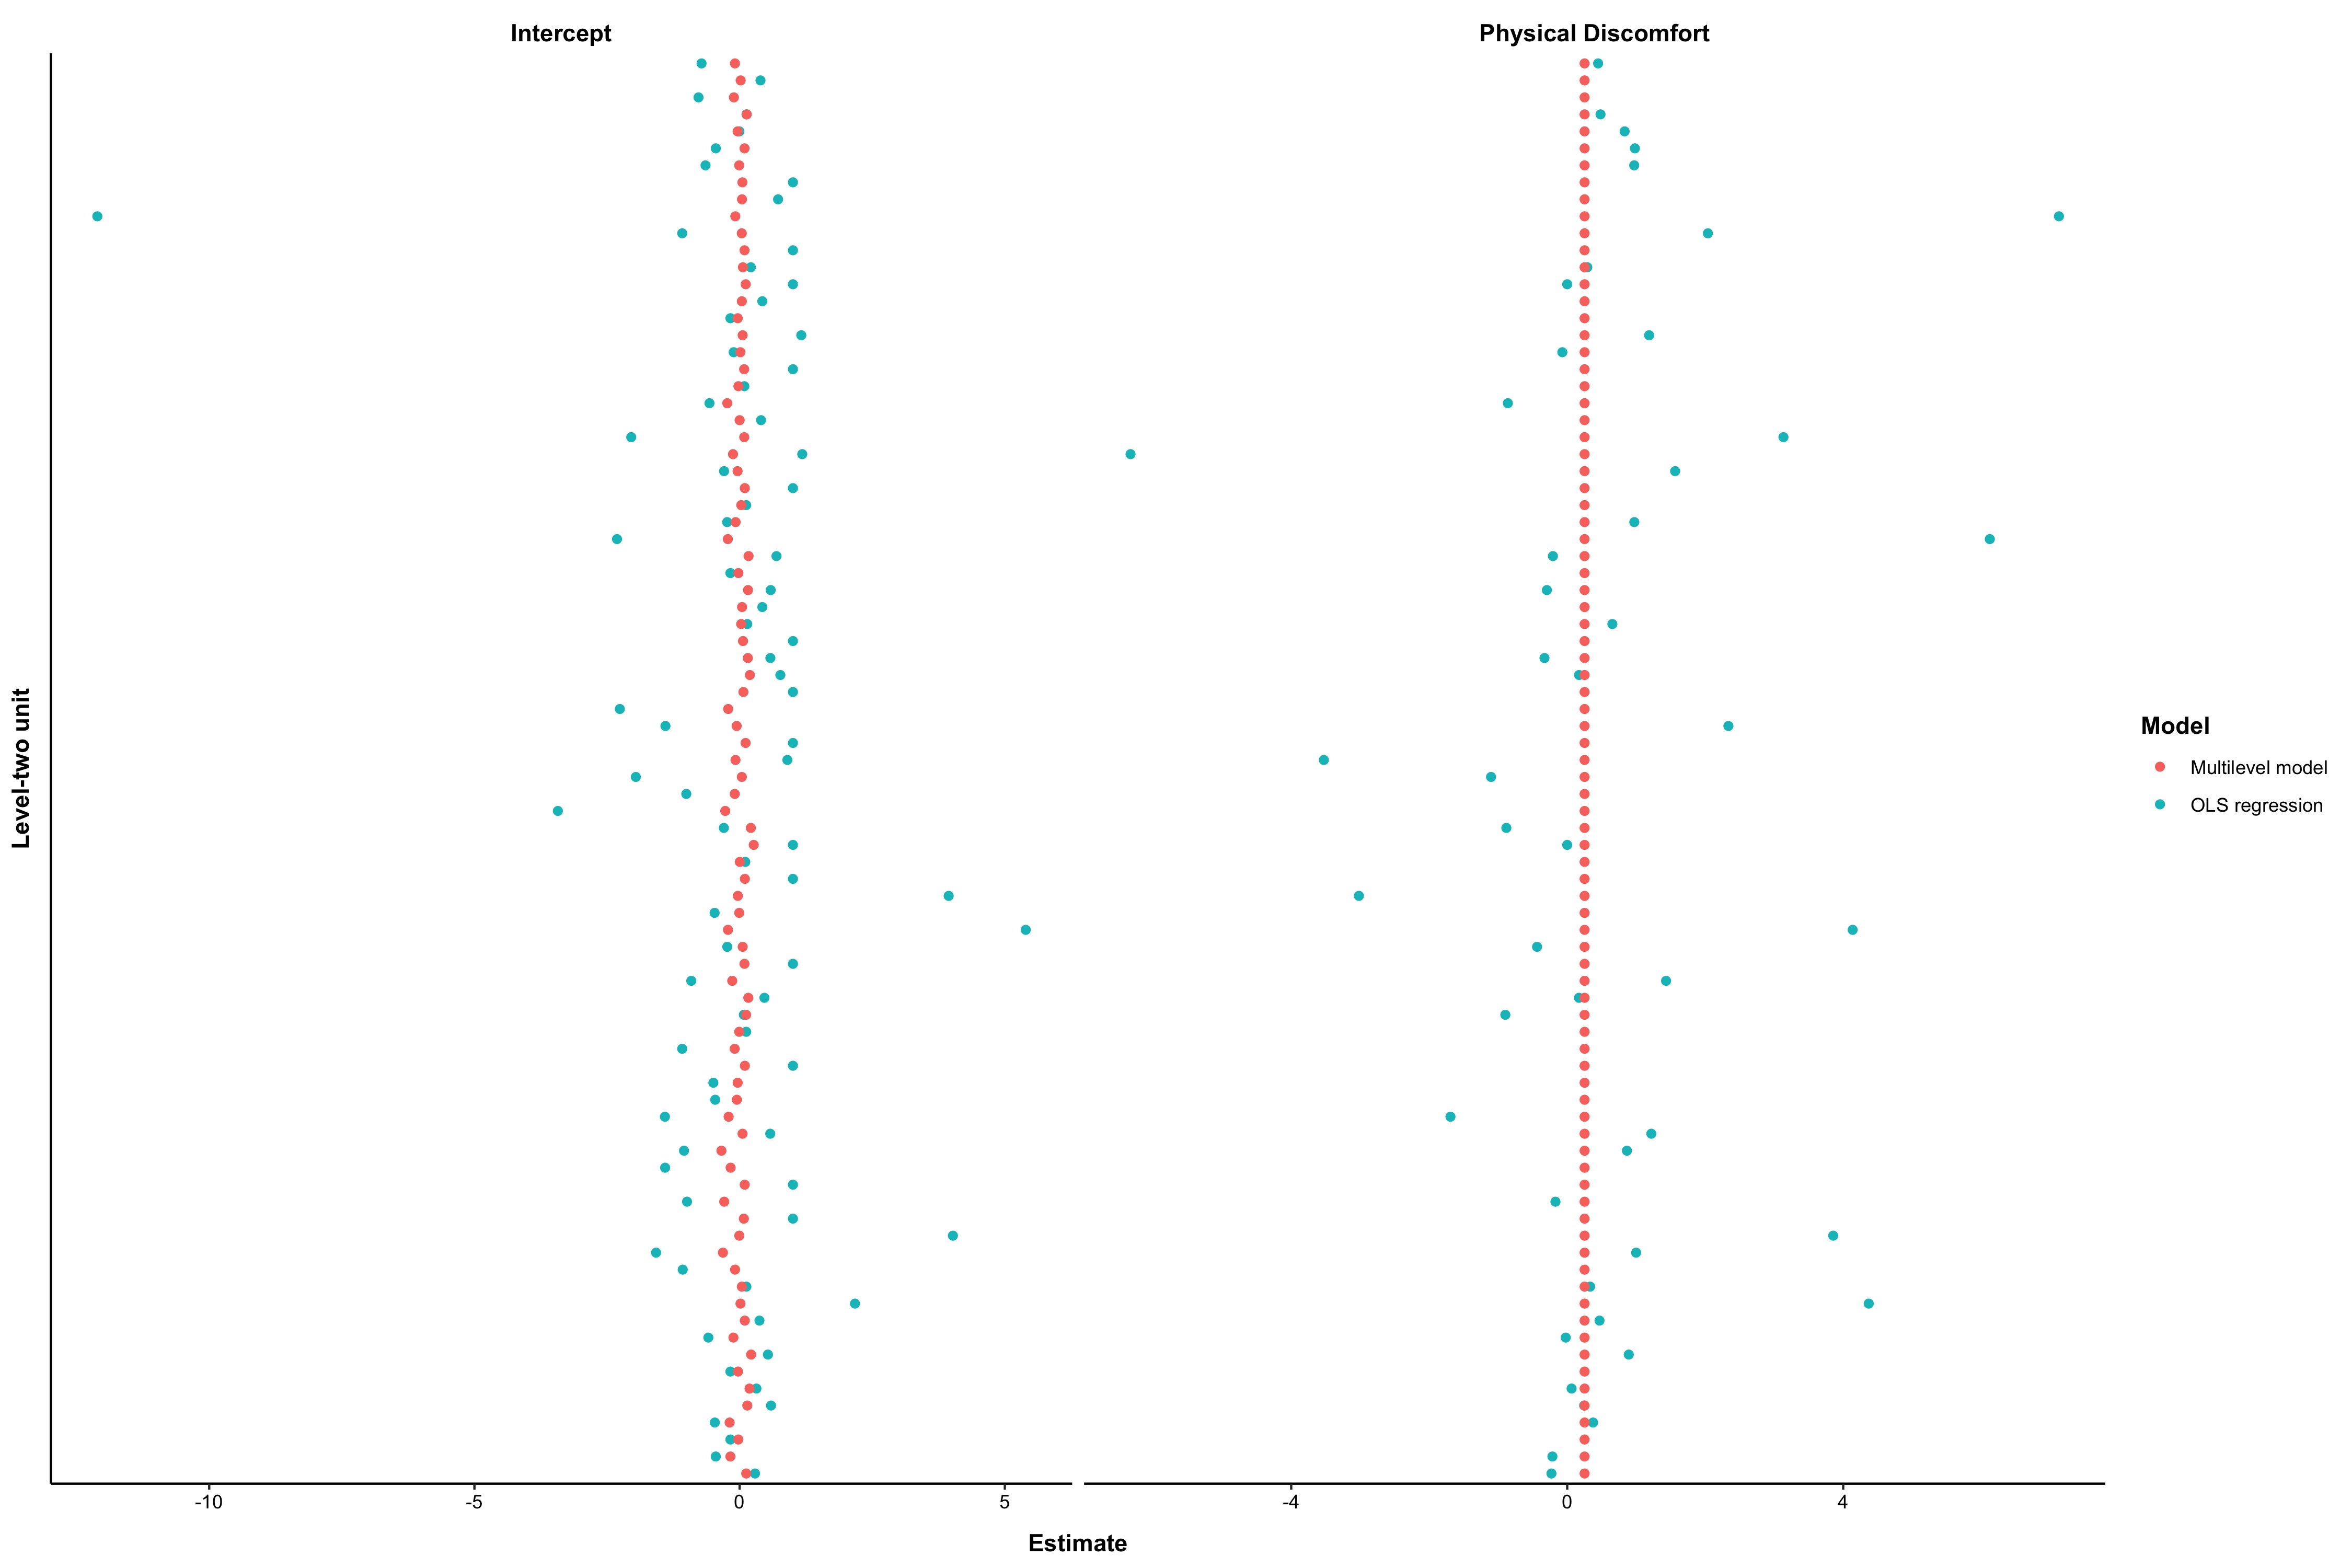 Intercept
Physical Discomfort
Level-two unit
Model
Multilevel model
OLS regression
-10
-5
0
5
-4
0
4
Estimate